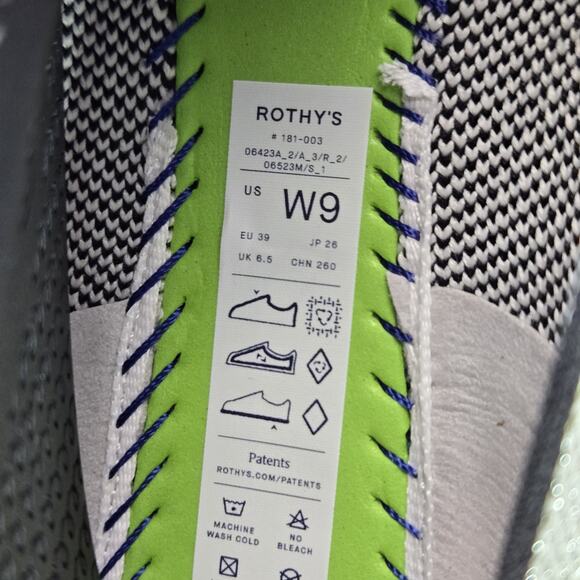 ROTHY'S
# 181-003
06423A_2/A_3/R_2/
06523M/S_1
US W9
EU 39 JP 26
UK 6.5 CHN 260
Patents
ROTHYS.COM/PATENTS
MACHINE WASH COLD
NO BLEACH